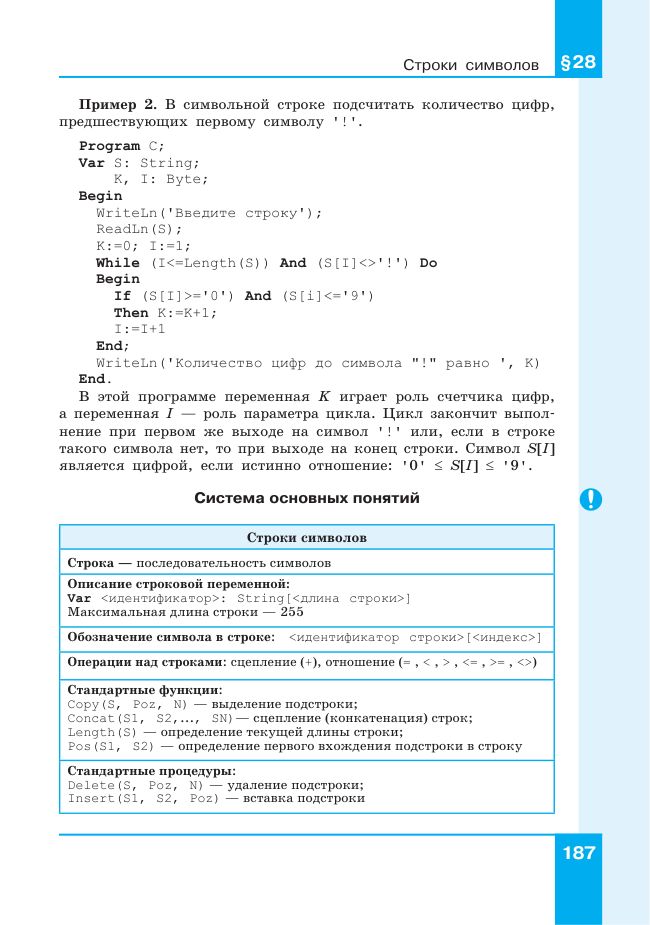 Строки символов
§28
Пример 2. В символьной строке подсчитать количество цифр,
предшествующих первому символу '!'.
Program C;
Var S: String;
K, I: Byte;
Begin
WriteLn('Введите строку');
ReadLn(S);
K:=0; I:=1;
While (I<=Length(S)) And (S[I]<>'!') Do
Begin
If (S[I]>='0') And (S[i]<='9')
Then K:=K+1;
I:=I+1
End;
WriteLn('Количество цифр до символа "!" равно ', K)
End.
В этой программе переменная K играет роль счетчика цифр,
а переменная I — роль параметра цикла. Цикл закончит выпол-
нение при первом же выходе на символ '!' или, если в строке
такого символа нет, то при выходе на конец строки. Символ S[I]
является цифрой, если истинно отношение: '0' ≤ S[I] ≤ '9'.
Система основных понятий
!
Строки символов
Строка — последовательность символов
Описание строковой переменной:
Var <идентификатор>: String[<длина строки>]
Максимальная длина строки — 255
Обозначение символа в строке: <идентификатор строки>[<индекс>]
Операции над строками: сцепление (+), отношение (= , < , > , <= , >= , <>)
Стандартные функции:
Copy(S, Poz, N) — выделение подстроки;
Concat(S1, S2,..., SN) — сцепление (конкатенация) строк;
Length(S) — определение текущей длины строки;
Pos(S1, S2) — определение первого вхождения подстроки в строку
Стандартные процедуры:
Delete(S, Poz, N) — удаление подстроки;
Insert(S1, S2, Poz) — вставка подстроки
187